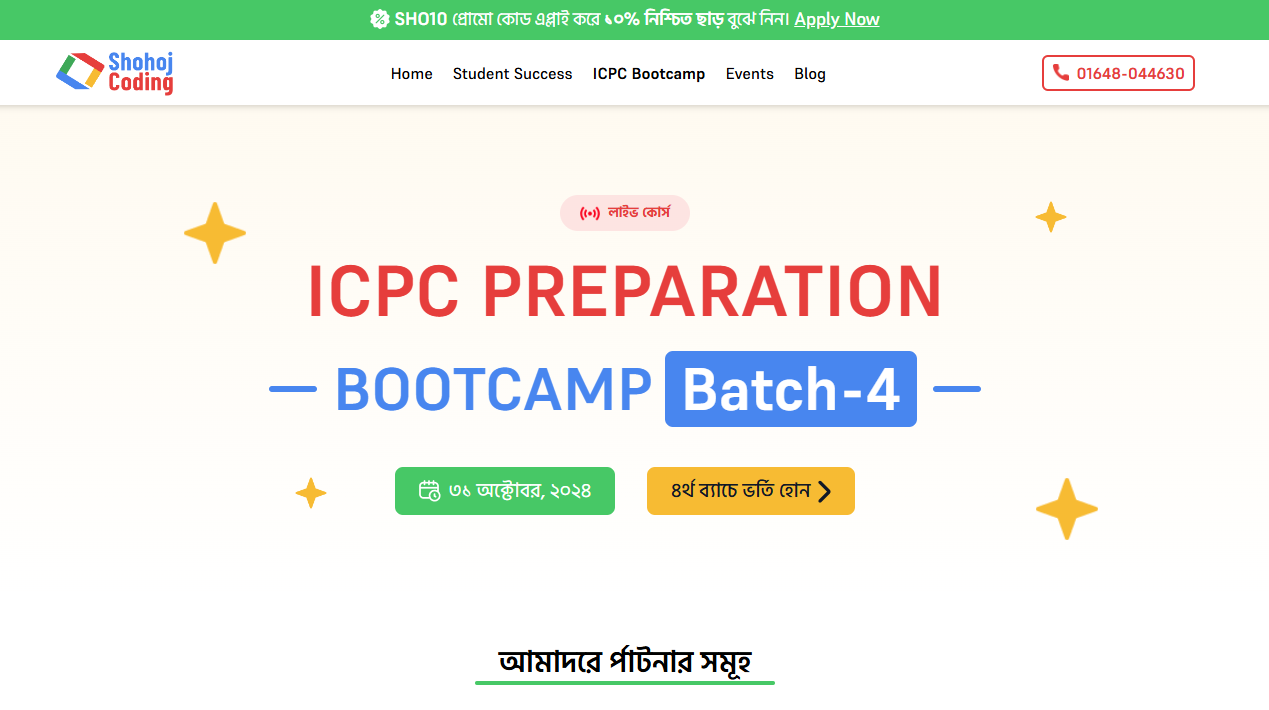 SHO10 প্রোমো কোড এপ্লাই করে ১০% নিশ্চিত ছাড় বুঝে নিন। Apply Now
Shohoj
Coding
Home Student Success ICPC Bootcamp Events Blog
01648-044630
লাইভ কোর্স
ICPC PREPARATION
BOOTCAMP Batch-4
৩১ অক্টোবর, ২০২৪
৪র্থ ব্যাচে ভর্তি হোন
আমাদরে র্পাটনার সমূহ